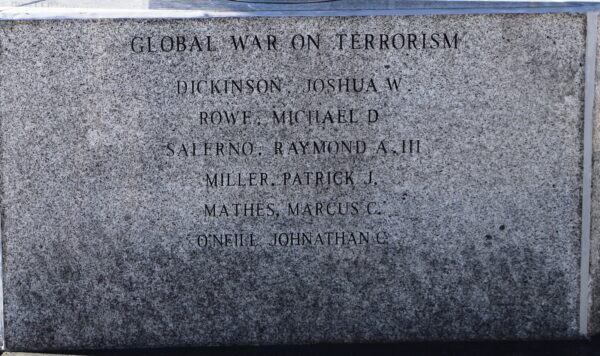 GLOBAL WAR ON TERRORISM
DICKINSON, JOSHUA W.
ROWE, MICHAEL D.
SALERNO, RAYMOND A. III
MILLER, PATRICK J.
MATHES, MARCUS C.
O'NEILL, JOHNATHAN C.